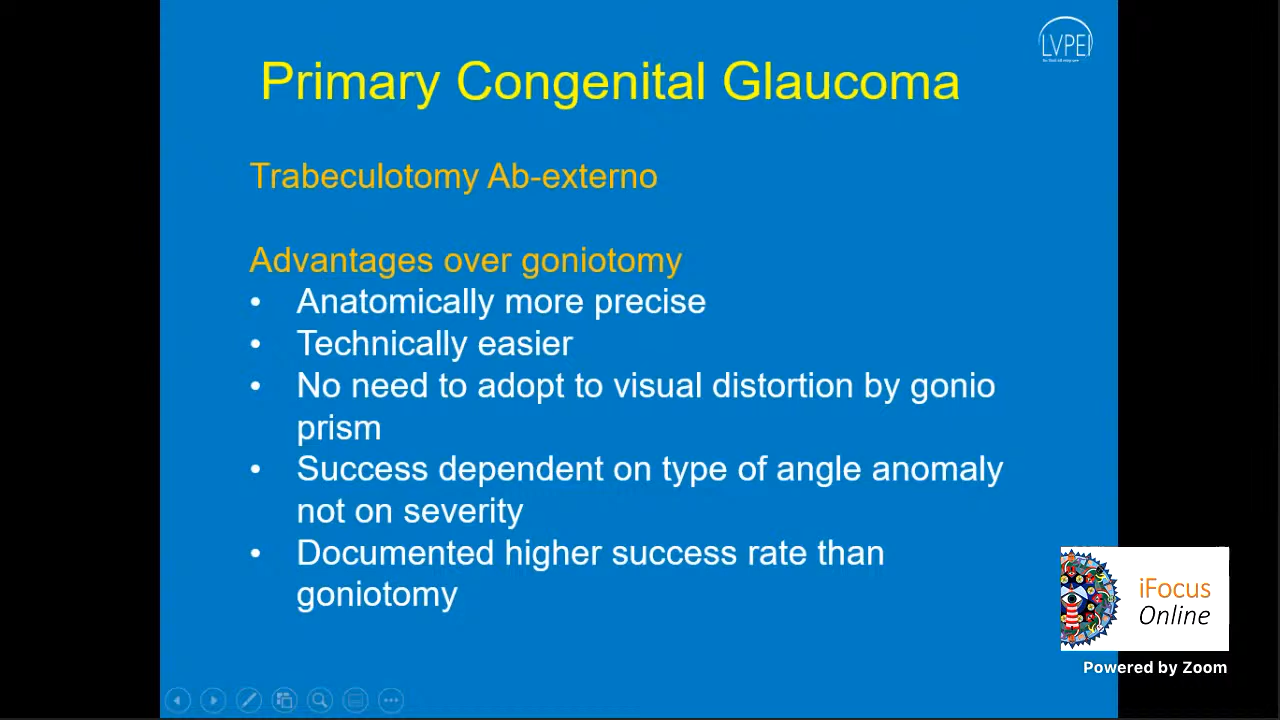 LVPEI
Primary Congenital Glaucoma
Trabeculotomy Ab-externo
Advantages over goniotomy
• Anatomically more precise
• Technically easier
• No need to adopt to visual distortion by gonio
prism
• Success dependent on type of angle anomaly
not on severity
• Documented higher success rate than
goniotomy
iFocus
Online
Powered by Zoom